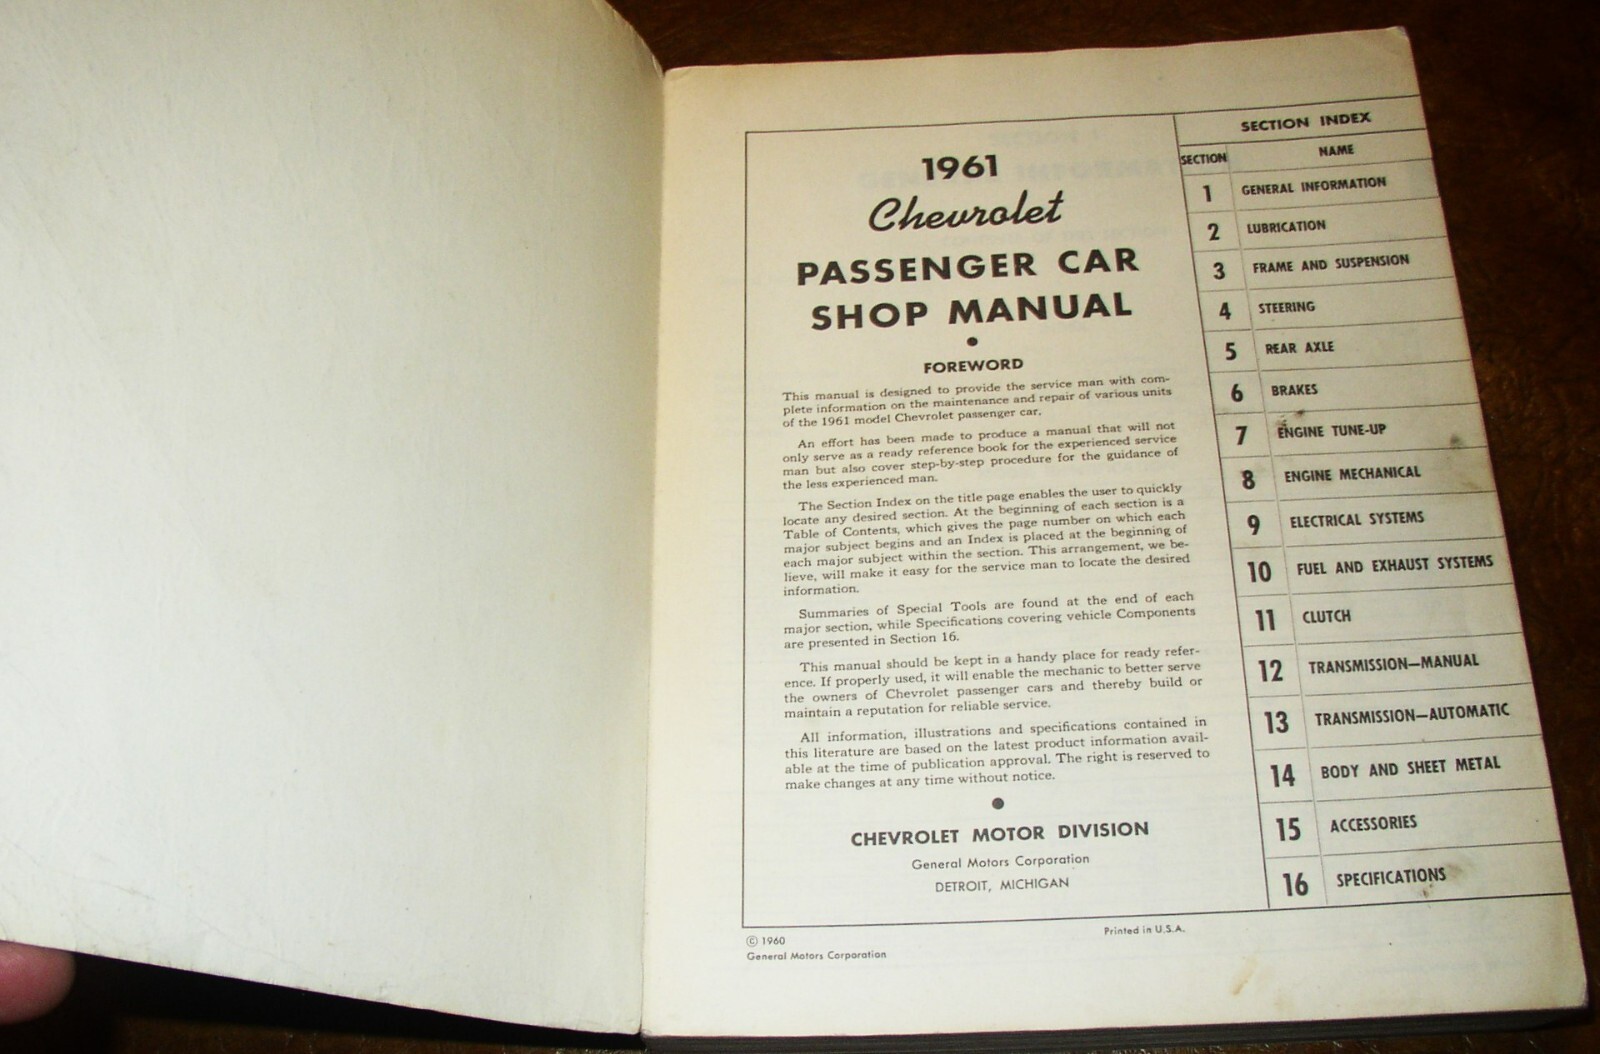 1961
Chevrolet
PASSENGER CAR
SHOP MANUAL
FOREWORD
This manual is designed to provide the service man with com-
plete information on the maintenance and repair of various units
of the 1961 model Chevrolet passenger car.
An effort has been made to produce a manual that will not
only serve as a ready reference book for the experienced service
man but also cover step-by-step procedure for the guidance of
the less experienced man.
The Section Index on the title page enables the user to quickly
locate any desired section. At the beginning of each section is a
Table of Contents, which gives the page number on which each
major subject begins and an Index is placed at the beginning of
each major subject within the section. This arrangement, we be-
lieve, will make it easy for the service man to locate the desired
information.
Summaries of Special Tools are found at the end of each
major section, while Specifications covering vehicle Components
are presented in Section 16.
This manual should be kept in a handy place for ready refer-
ence. If properly used, it will enable the mechanic to better serve
the owners of Chevrolet passenger cars and thereby build or
maintain a reputation for reliable service.
All information, illustrations and specifications contained in
this literature are based on the latest product information avail-
able at the time of publication approval. The right is reserved to
make changes at any time without notice.
CHEVROLET MOTOR DIVISION
General Motors Corporation
DETROIT, MICHIGAN
© 1960
General Motors Corporation
Printed in U.S.A.
SECTION INDEX
SECTION NAME
1 GENERAL INFORMATION
2 LUBRICATION
3 FRAME AND SUSPENSION
4 STEERING
5 REAR AXLE
6 BRAKES
7 ENGINE TUNE-UP
8 ENGINE MECHANICAL
9 ELECTRICAL SYSTEMS
10 FUEL AND EXHAUST SYSTEMS
11 CLUTCH
12 TRANSMISSION—MANUAL
13 TRANSMISSION—AUTOMATIC
14 BODY AND SHEET METAL
15 ACCESSORIES
16 SPECIFICATIONS